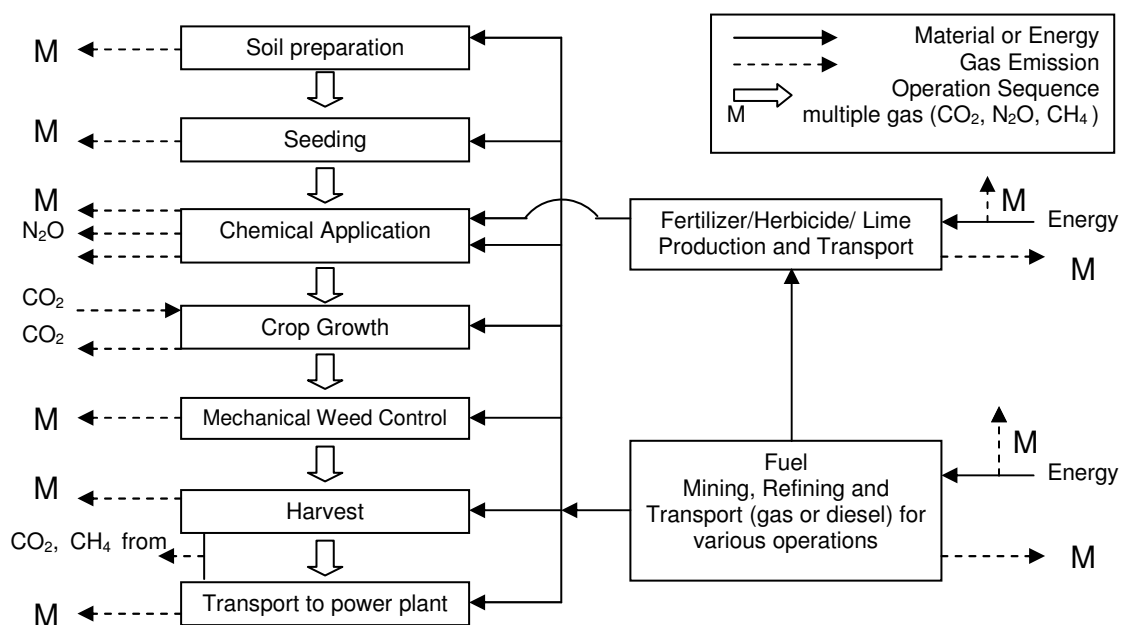 Material or Energy
Gas Emission
Operation Sequence
M multiple gas (CO₂, N₂O, CH₄ )
M
Soil preparation
M
Seeding
M
N₂O
Chemical Application
M
CO₂
CO₂
Crop Growth
M
Mechanical Weed Control
M
Harvest
CO₂, CH₄ from
M
Transport to power plant
Fertilizer/Herbicide/ Lime
Production and Transport
M
Energy
M
Fuel
Mining, Refining and
Transport (gas or diesel) for
various operations
M
Energy
M